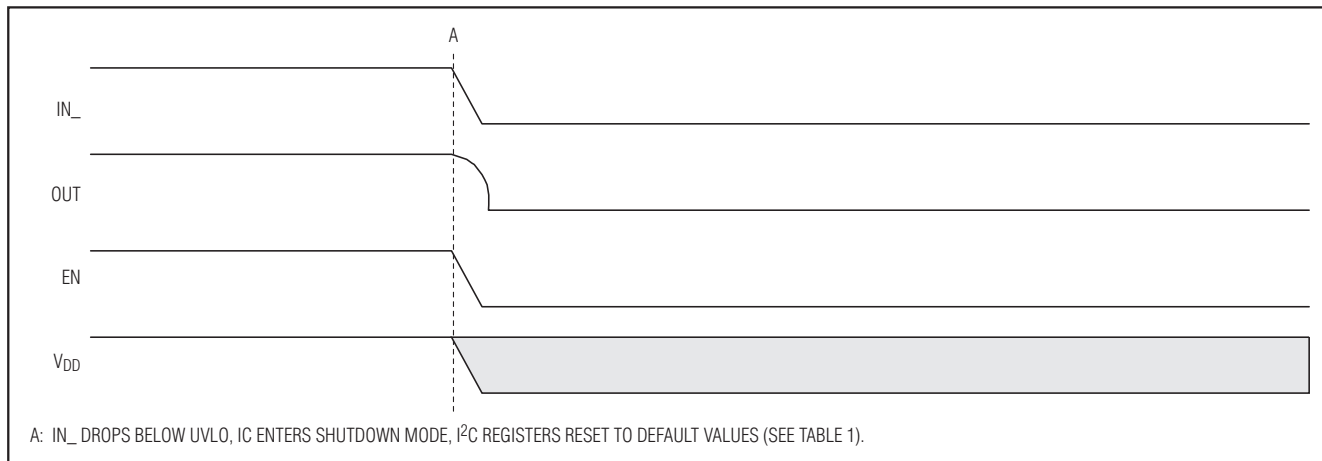 A
IN_
OUT
EN
VDD
A: IN_ DROPS BELOW UVLO, IC ENTERS SHUTDOWN MODE, I²C REGISTERS RESET TO DEFAULT VALUES (SEE TABLE 1).